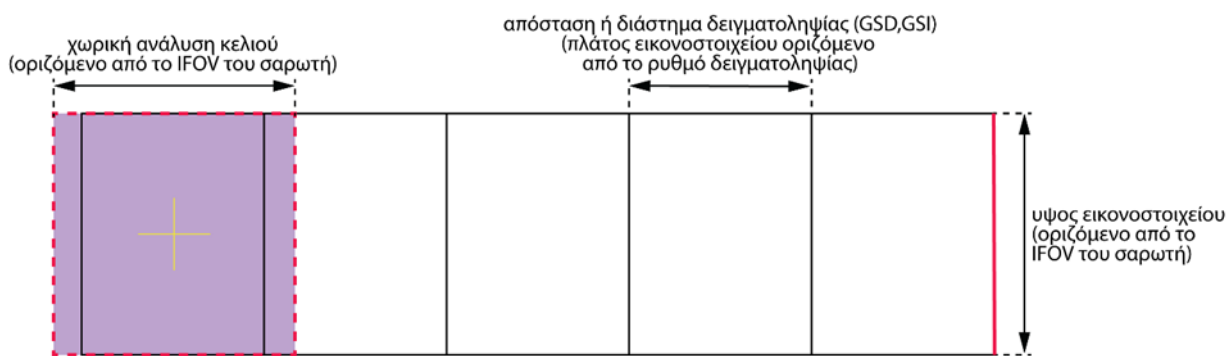 χωρική ανάλυση κελιού
(οριζόμενο από το IFOV του σαρωτή)
απόσταση ή διάστημα δειγματοληψίας (GSD,GSI)
(πλάτος εικονοστοιχείου οριζόμενο
από το ρυθμό δειγματοληψίας)
υψος εικονοστοιχείου
(οριζόμενο από το
IFOV του σαρωτή)